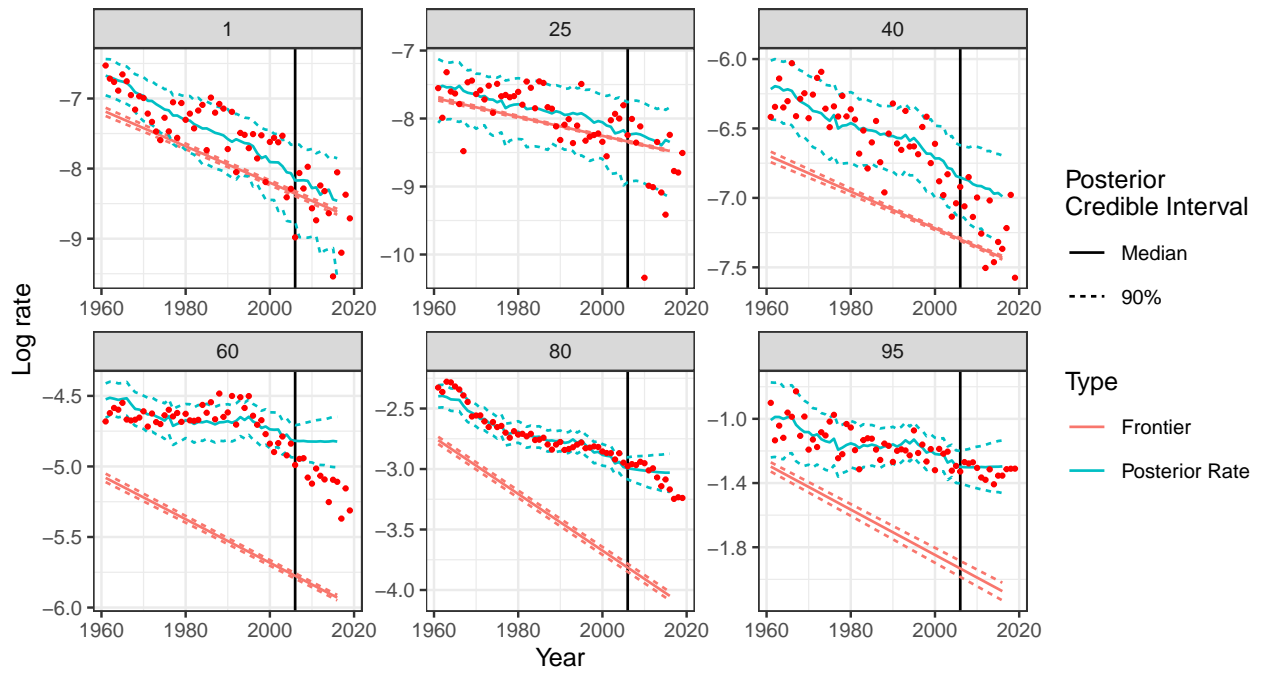 1
25
40
−7
−8
−9
−7
−8
−9
−10
−6.0
−6.5
−7.0
−7.5
1960 1980 2000 2020
1960 1980 2000 2020
1960 1980 2000 2020
60
80
95
−4.5
−5.0
−5.5
−6.0
−2.5
−3.0
−3.5
−4.0
−1.0
−1.4
−1.8
1960 1980 2000 2020
1960 1980 2000 2020
1960 1980 2000 2020
Log rate
Year
Posterior
Credible Interval
Median
90%
Type
Frontier
Posterior Rate